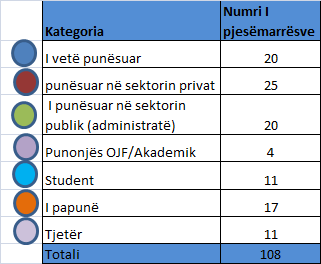 Kategoria Numri I pjesëmarrësve
I vetë punësuar 20
punësuar në sektorin privat 25
I punësuar në sektorin
publik (administratë) 20
Punonjës OJF/Akademik 4
Student 11
I papunë 17
Tjetër 11
Totali 108